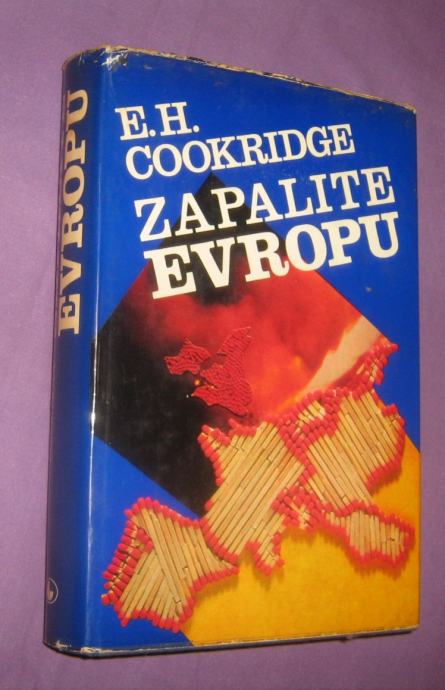 E.H.
COOKRIDGE
ZAPALITE
EVROPU
EVROPU